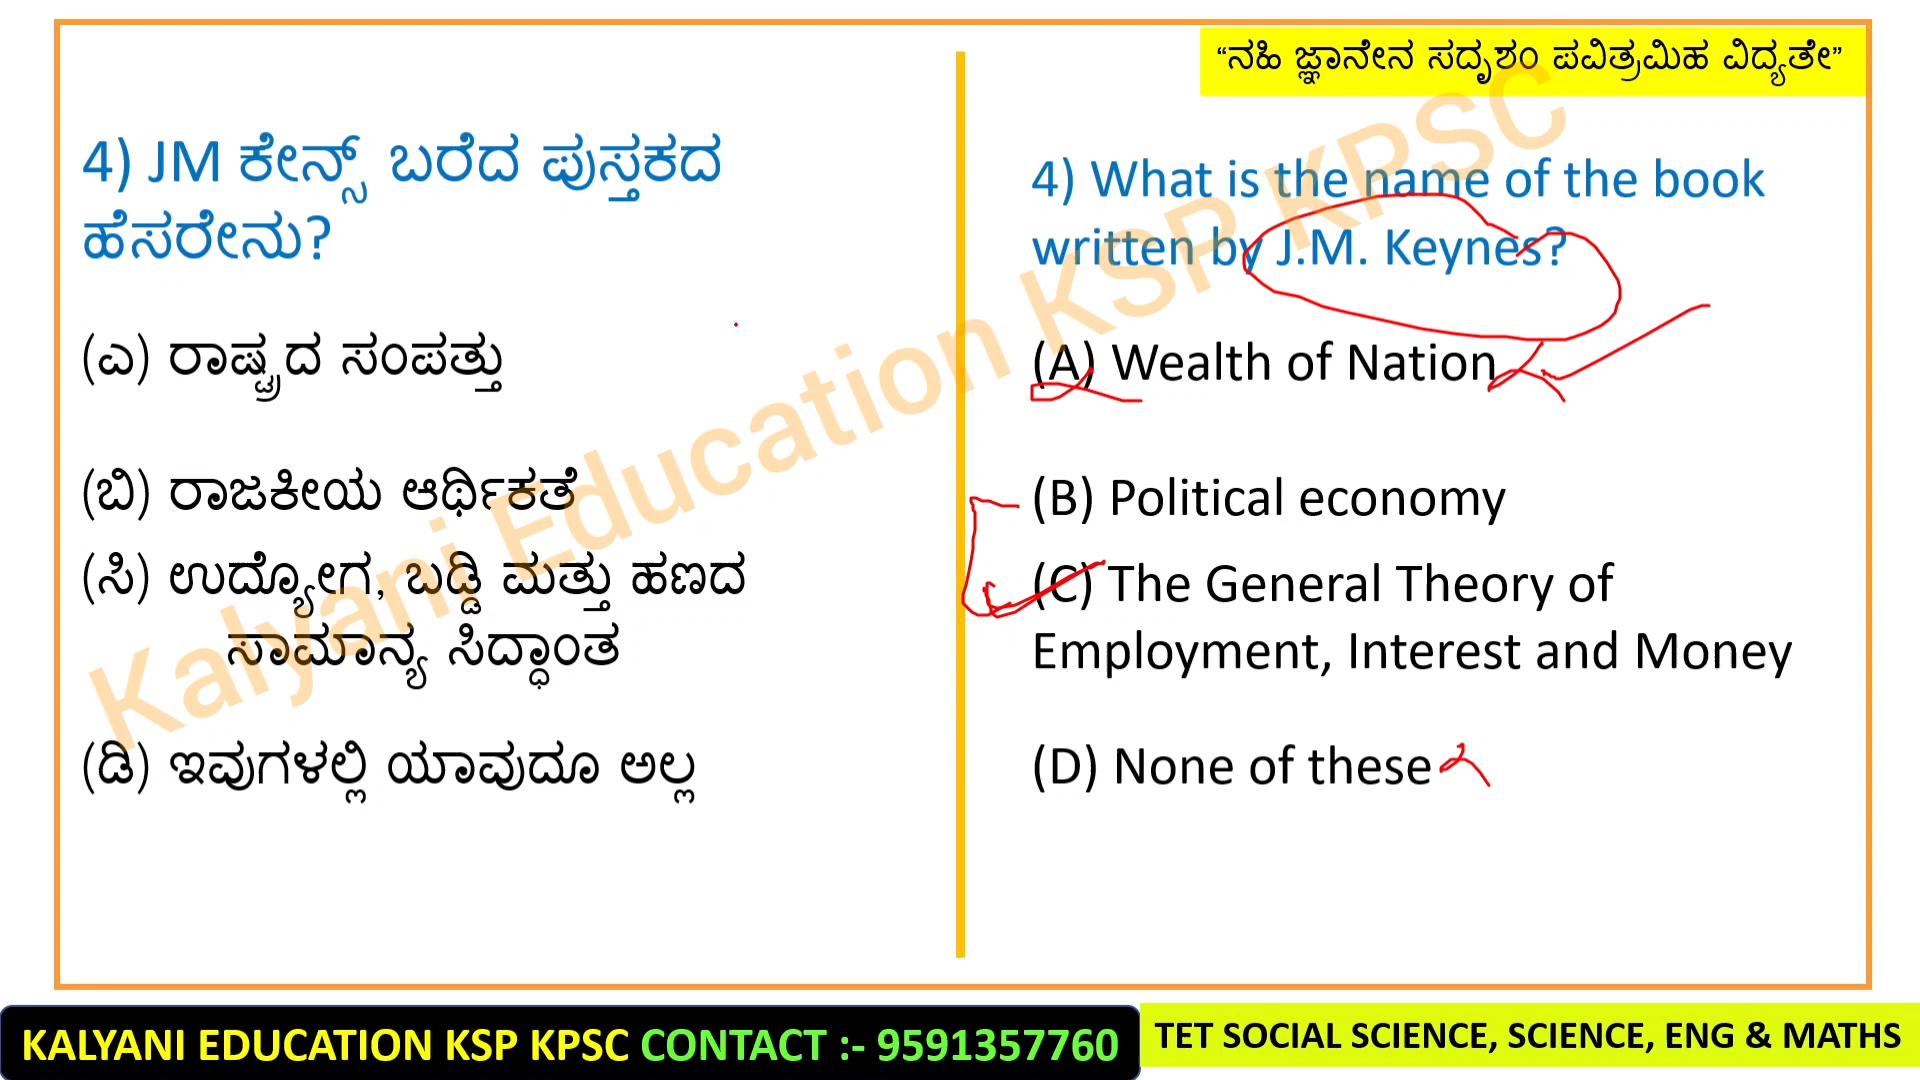 “ನಹಿ ಜ್ಞಾನೇನ ಸದೃಶಂ ಪವಿತ್ರಮಿಹ ವಿದ್ಯತೇ”
4) JM ಕೇನ್ಸ್ ಬರೆದ ಪುಸ್ತಕದ
ಹೆಸರೇನು?
(ಎ) ರಾಷ್ಟ್ರದ ಸಂಪತ್ತು
(ಬಿ) ರಾಜಕೀಯ ಆರ್ಥಿಕತೆ
(ಸಿ) ಉದ್ಯೋಗ, ಬಡ್ಡಿ ಮತ್ತು ಹಣದ
ಸಾಮಾನ್ಯ ಸಿದ್ಧಾಂತ
(ಡಿ) ಇವುಗಳಲ್ಲಿ ಯಾವುದೂ ಅಲ್ಲ
4) What is the name of the book
written by J.M. Keynes?
(A) Wealth of Nation
(B) Political economy
(C) The General Theory of
Employment, Interest and Money
(D) None of these
Kalyani Education KSP KPSC
KALYANI EDUCATION KSP KPSC CONTACT :- 9591357760
TET SOCIAL SCIENCE, SCIENCE, ENG & MATHS